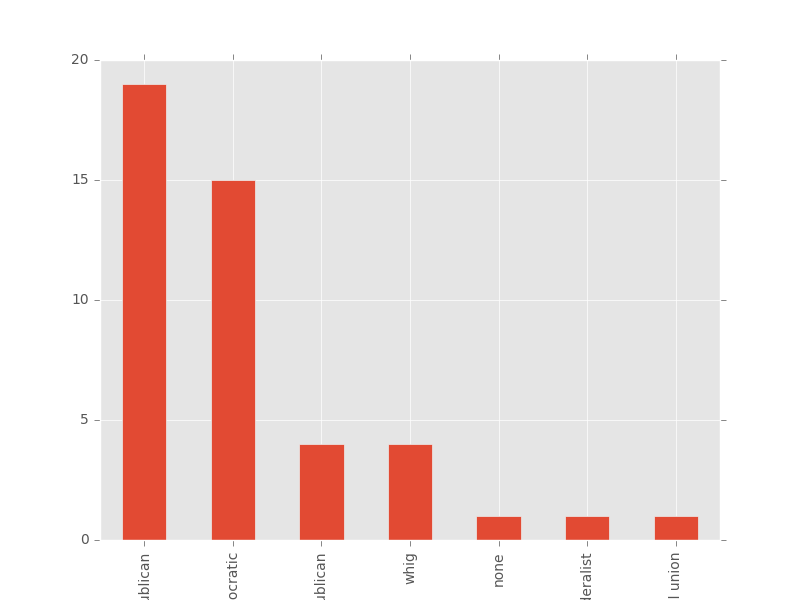 20
15
10
5
0
ublican
ocratic
ublican
whig
none
deralist
l union